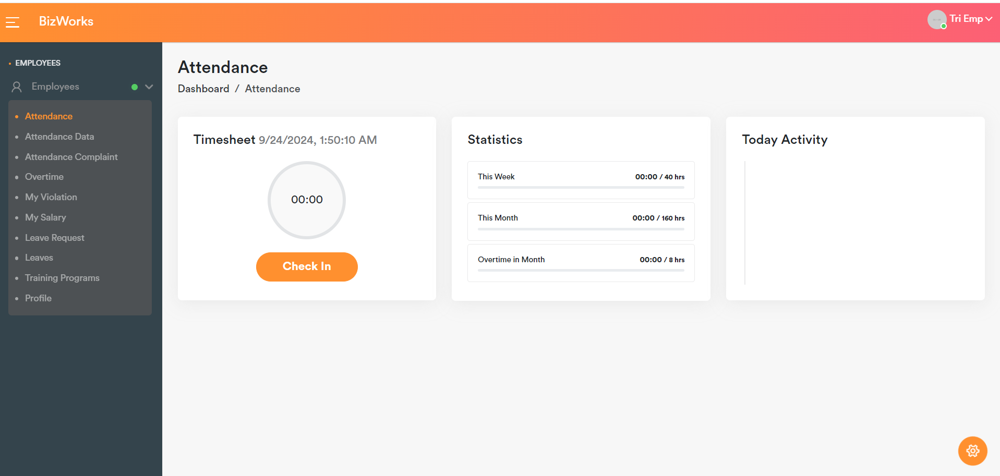 BizWorks
Tri Emp
EMPLOYEES
Employees
Attendance
Attendance Data
Attendance Complaint
Overtime
My Violation
My Salary
Leave Request
Leaves
Training Programs
Profile
Attendance
Dashboard / Attendance
Timesheet 9/24/2024, 1:50:10 AM
00:00
Check In
Statistics
This Week 00:00 / 40 hrs
This Month 00:00 / 160 hrs
Overtime in Month 00:00 / 8 hrs
Today Activity